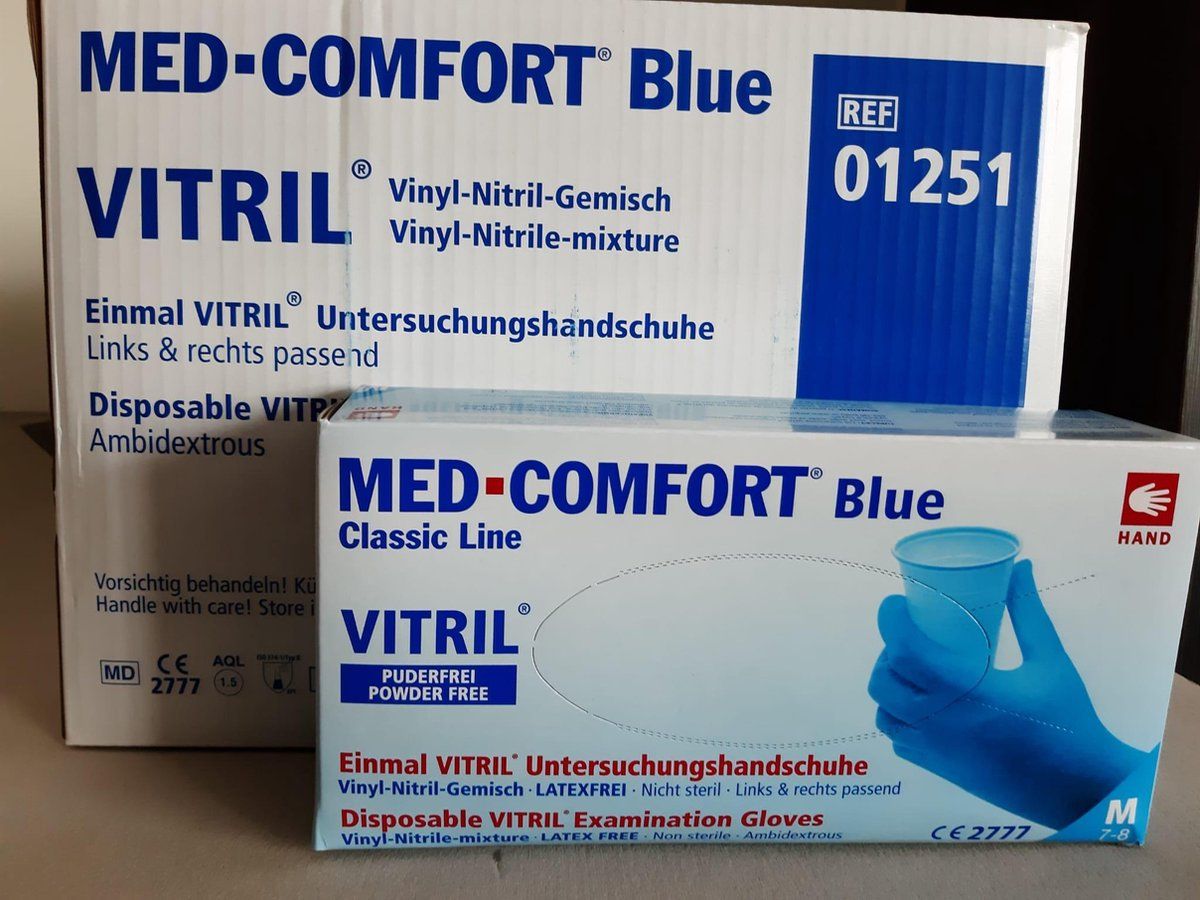 MED▪COMFORT® Blue
REF
01251
VITRIL®
Vinyl-Nitril-Gemisch
Vinyl-Nitrile-mixture
Einmal VITRIL® Untersuchungshandschuhe
Links & rechts passend
Disposable VITR
Ambidextrous
Vorsichtig behandeln! Kü
Handle with care! Store i
MD
CE
2777
AQL
1.5
HAND
MED▪COMFORT® Blue
Classic Line
HAND
VITRIL®
PUDERFREI
POWDER FREE
Einmal VITRIL® Untersuchungshandschuhe
Vinyl-Nitril-Gemisch · LATEXFREI · Nicht steril · Links & rechts passend
Disposable VITRIL® Examination Gloves
Vinyl-Nitrile-mixture · LATEX FREE · Non sterile · Ambidextrous
CE 2777
M
7-8